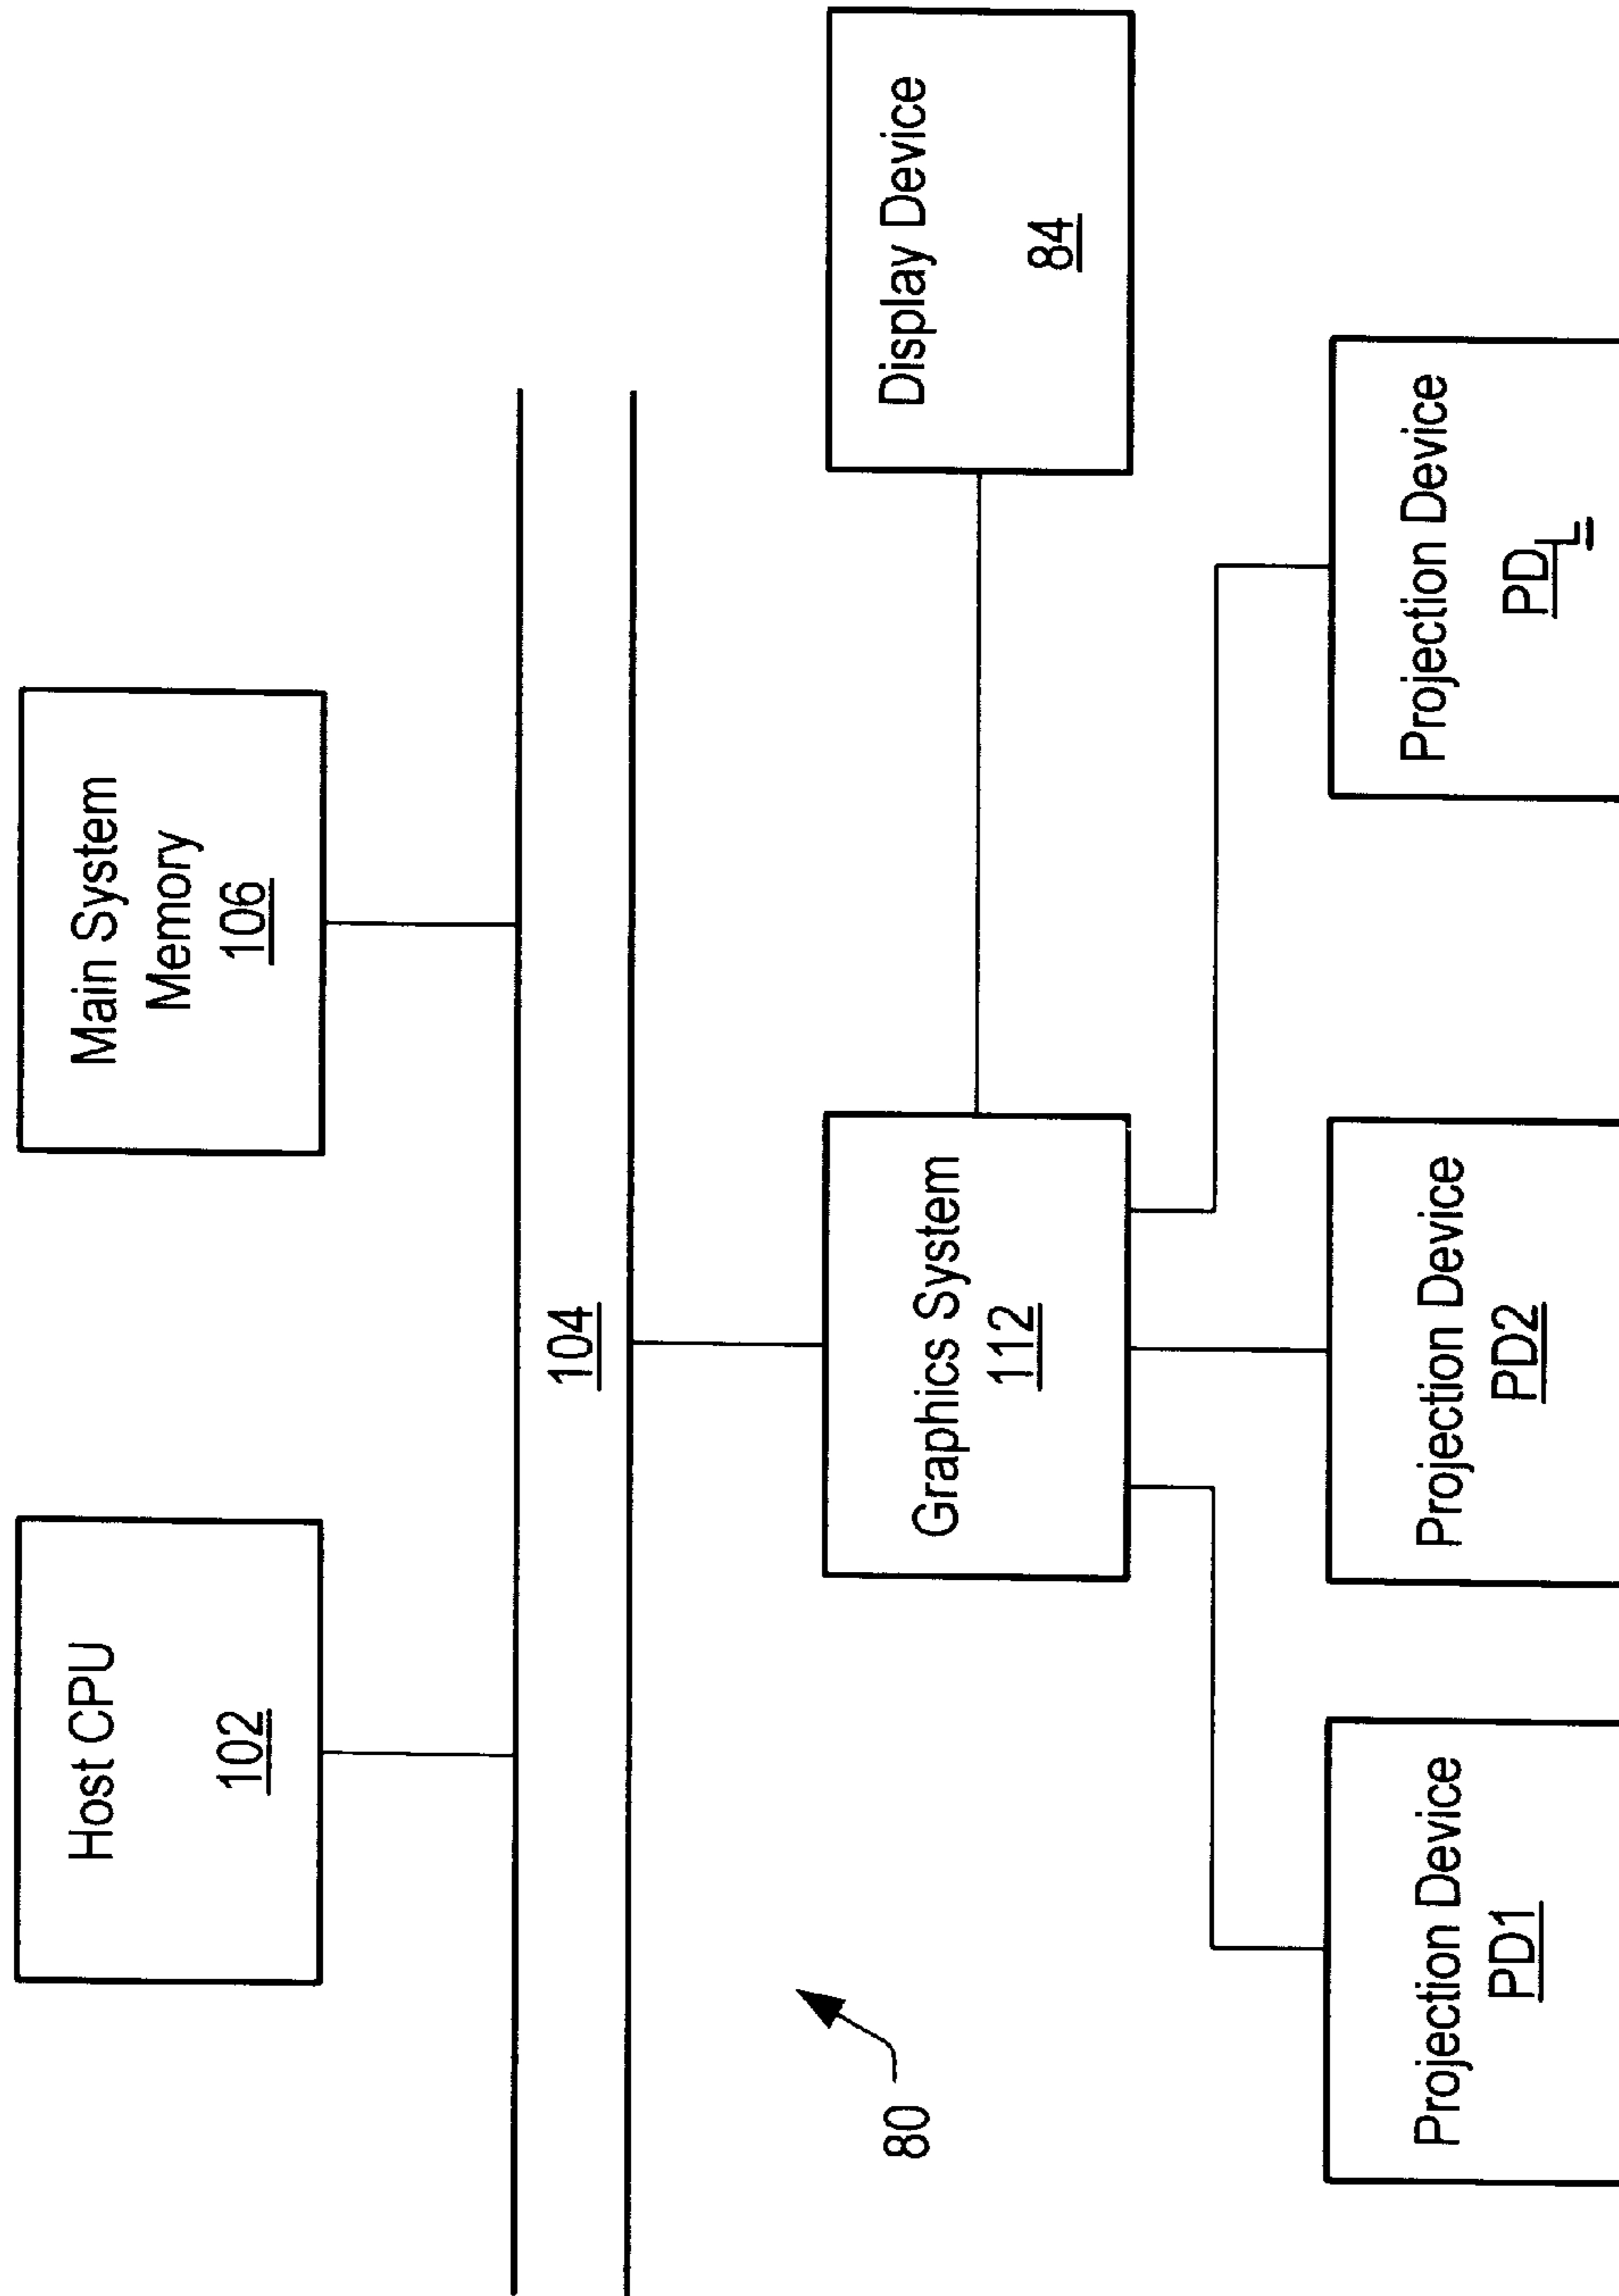 Host CPU
102
Main System
Memory
106
104
Graphics System
112
Display Device
84
80
Projection Device
PD1
Projection Device
PD2
Projection Device
PD_L